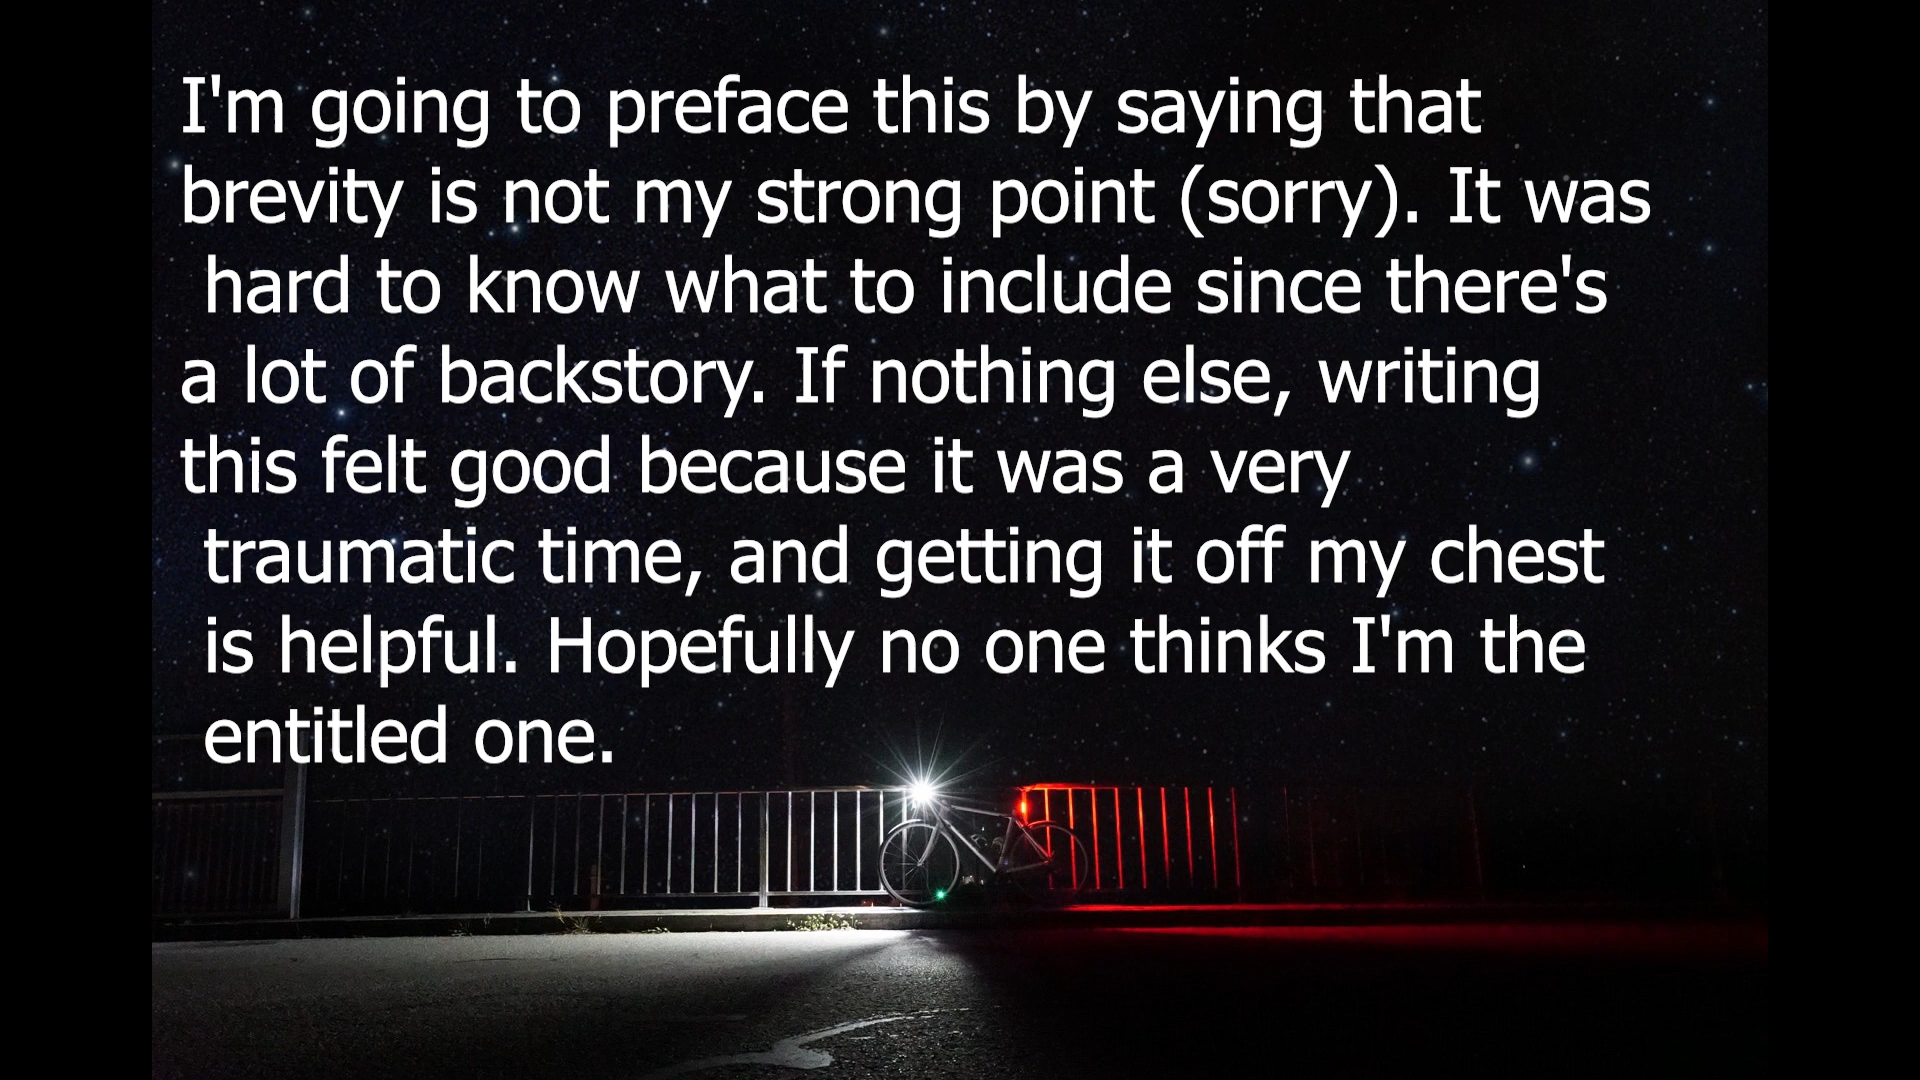 I'm going to preface this by saying that
brevity is not my strong point (sorry). It was
hard to know what to include since there's
a lot of backstory. If nothing else, writing
this felt good because it was a very
traumatic time, and getting it off my chest
is helpful. Hopefully no one thinks I'm the
entitled one.